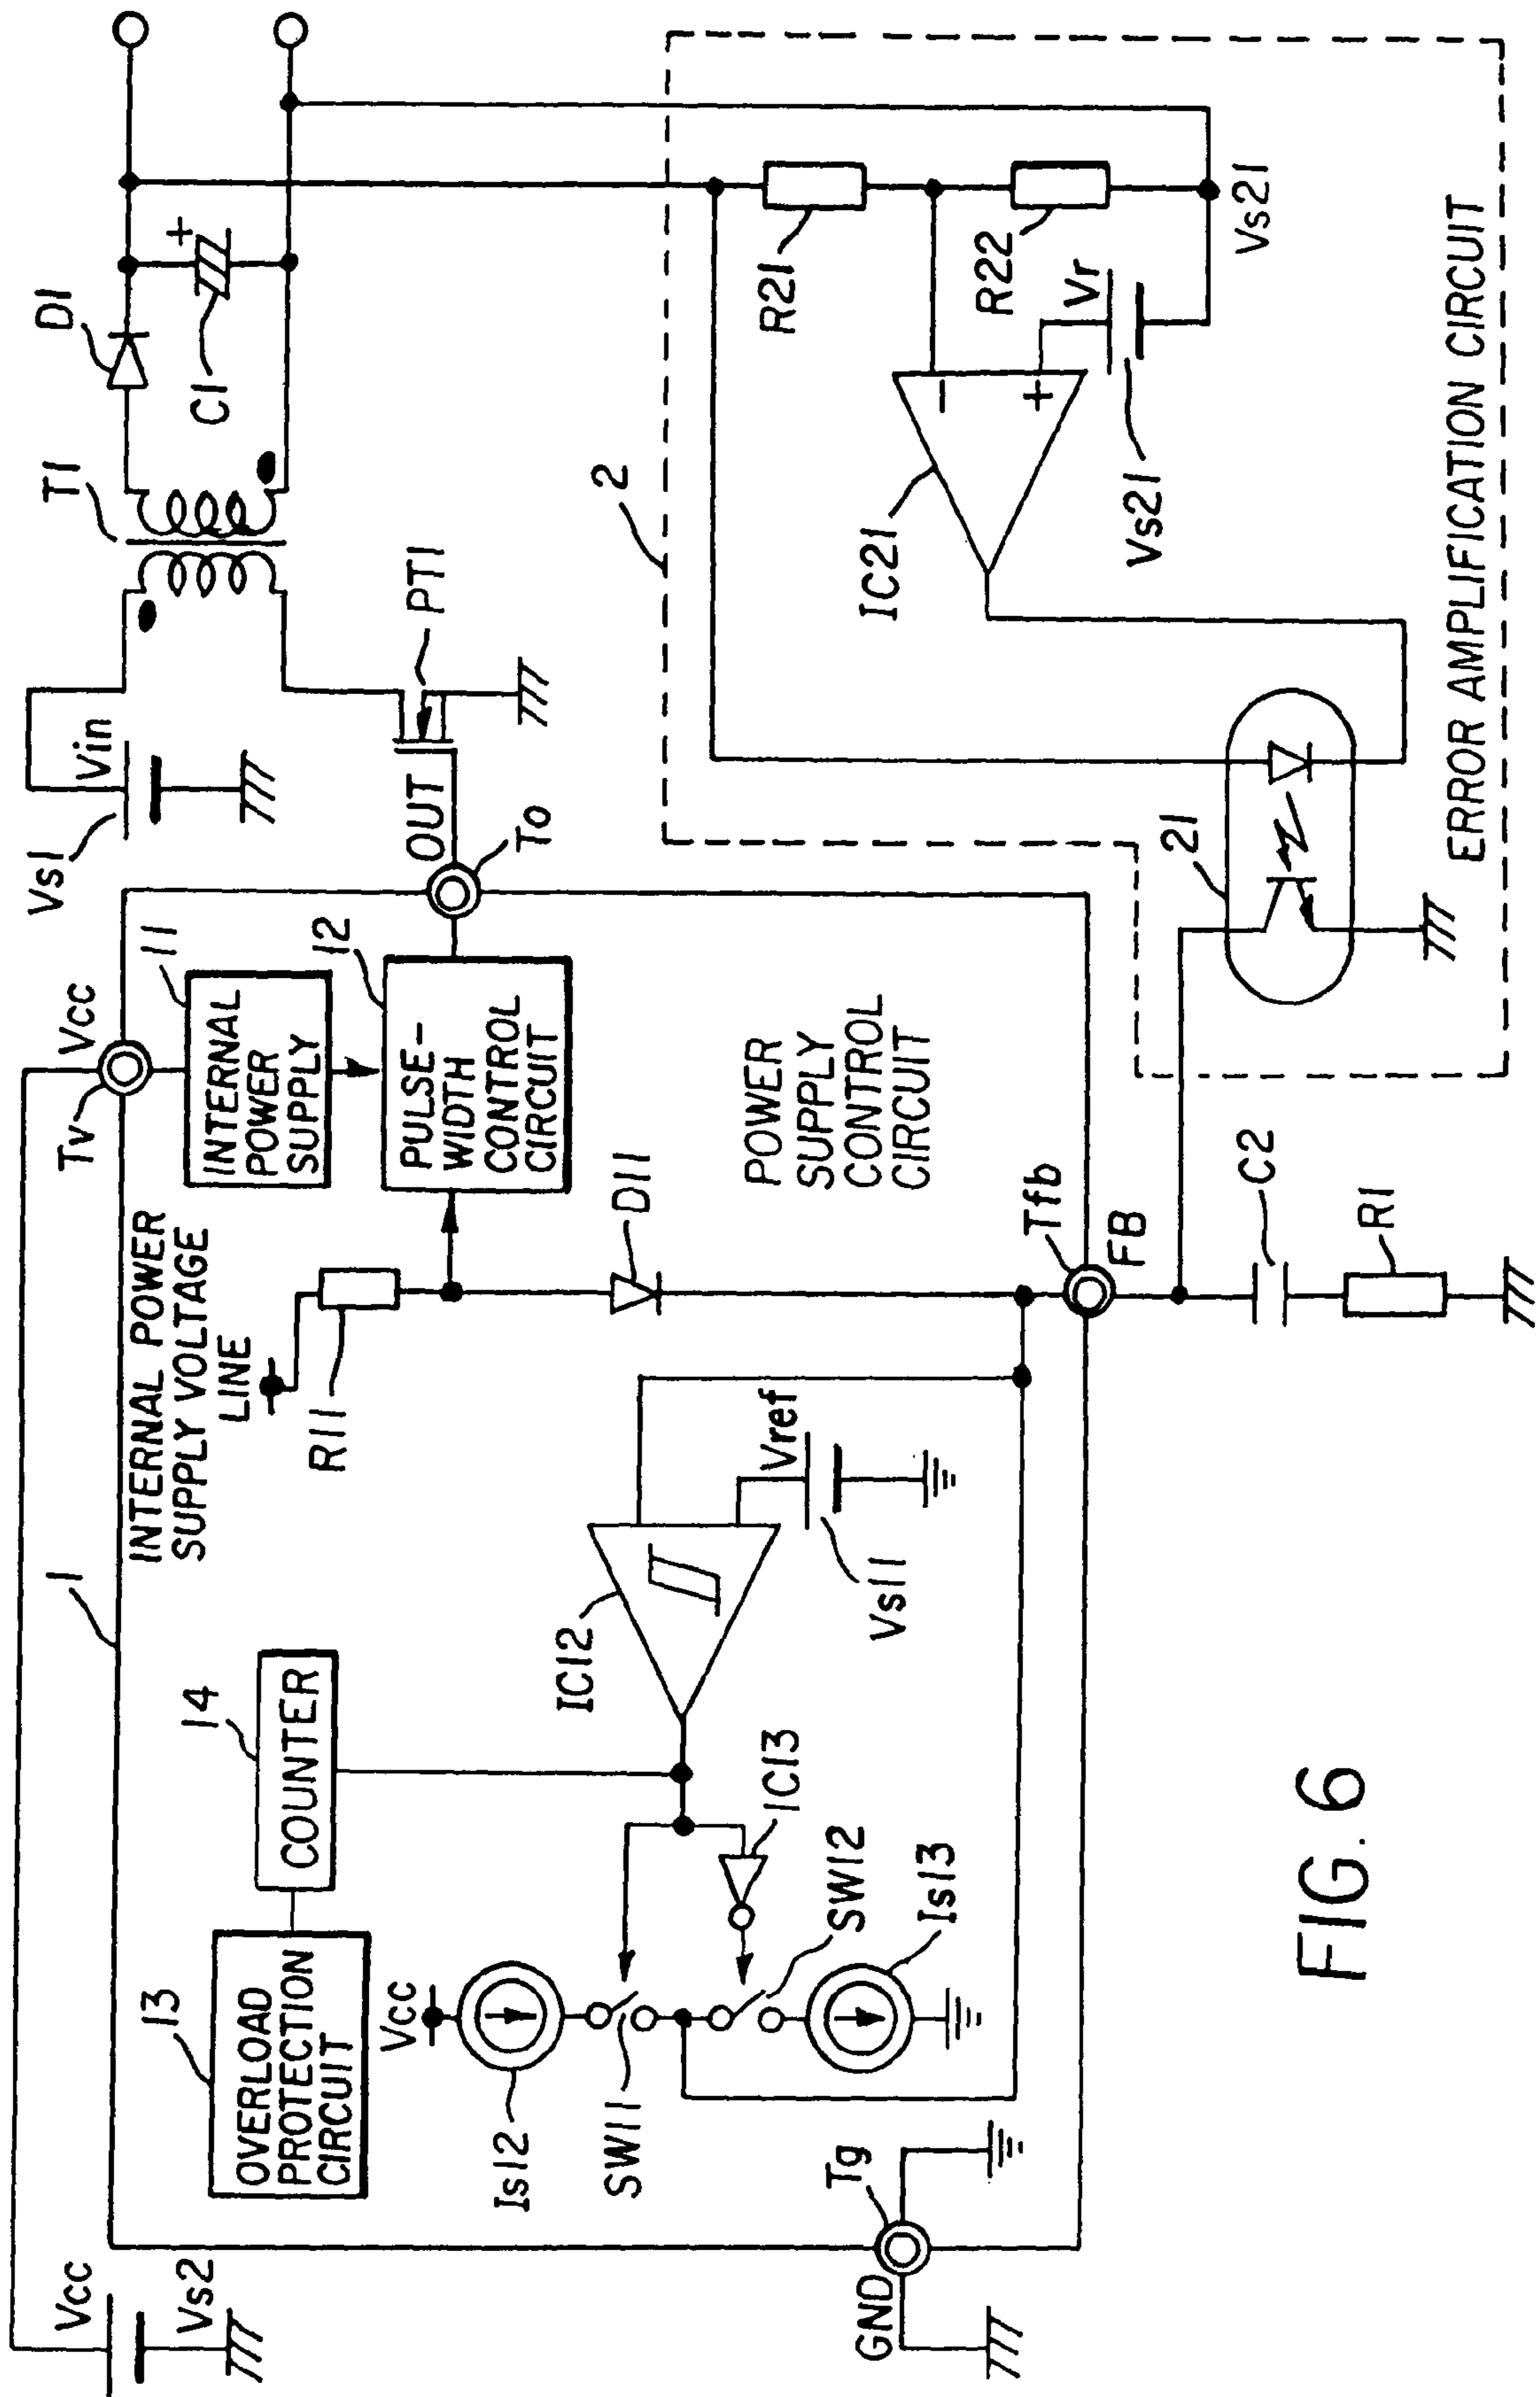 Vcc
Vs2
1
Tv
Vcc
Vs1
Vin
T1
D1
C1
+
INTERNAL POWER
SUPPLY VOLTAGE
LINE
11
INTERNAL
POWER
SUPPLY
12
PULSE-
WIDTH
CONTROL
CIRCUIT
OUT
To
PT1
13
OVERLOAD
PROTECTION
CIRCUIT
14
COUNTER
R11
D11
Vcc
Is12
SW11
IC13
SW12
Is13
IC12
Vref
Vs11
POWER
SUPPLY
CONTROL
CIRCUIT
GND
Tg
Tfb
FB
C2
R1
2
R21
R22
IC21
−
+
Vr
Vs21
Vs21
21
ERROR AMPLIFICATION CIRCUIT
FIG. 6